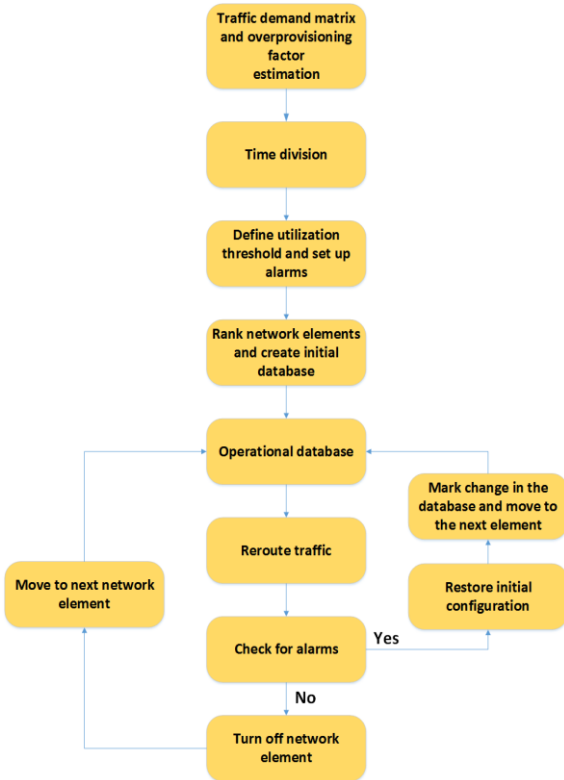 Traffic demand matrix
and overprovisioning
factor
estimation
Time division
Define utilization
threshold and set up
alarms
Rank network elements
and create initial
database
Operational database
Mark change in the
database and move to
the next element
Reroute traffic
Move to next network
element
Restore initial
configuration
Check for alarms
Yes
No
Turn off network
element